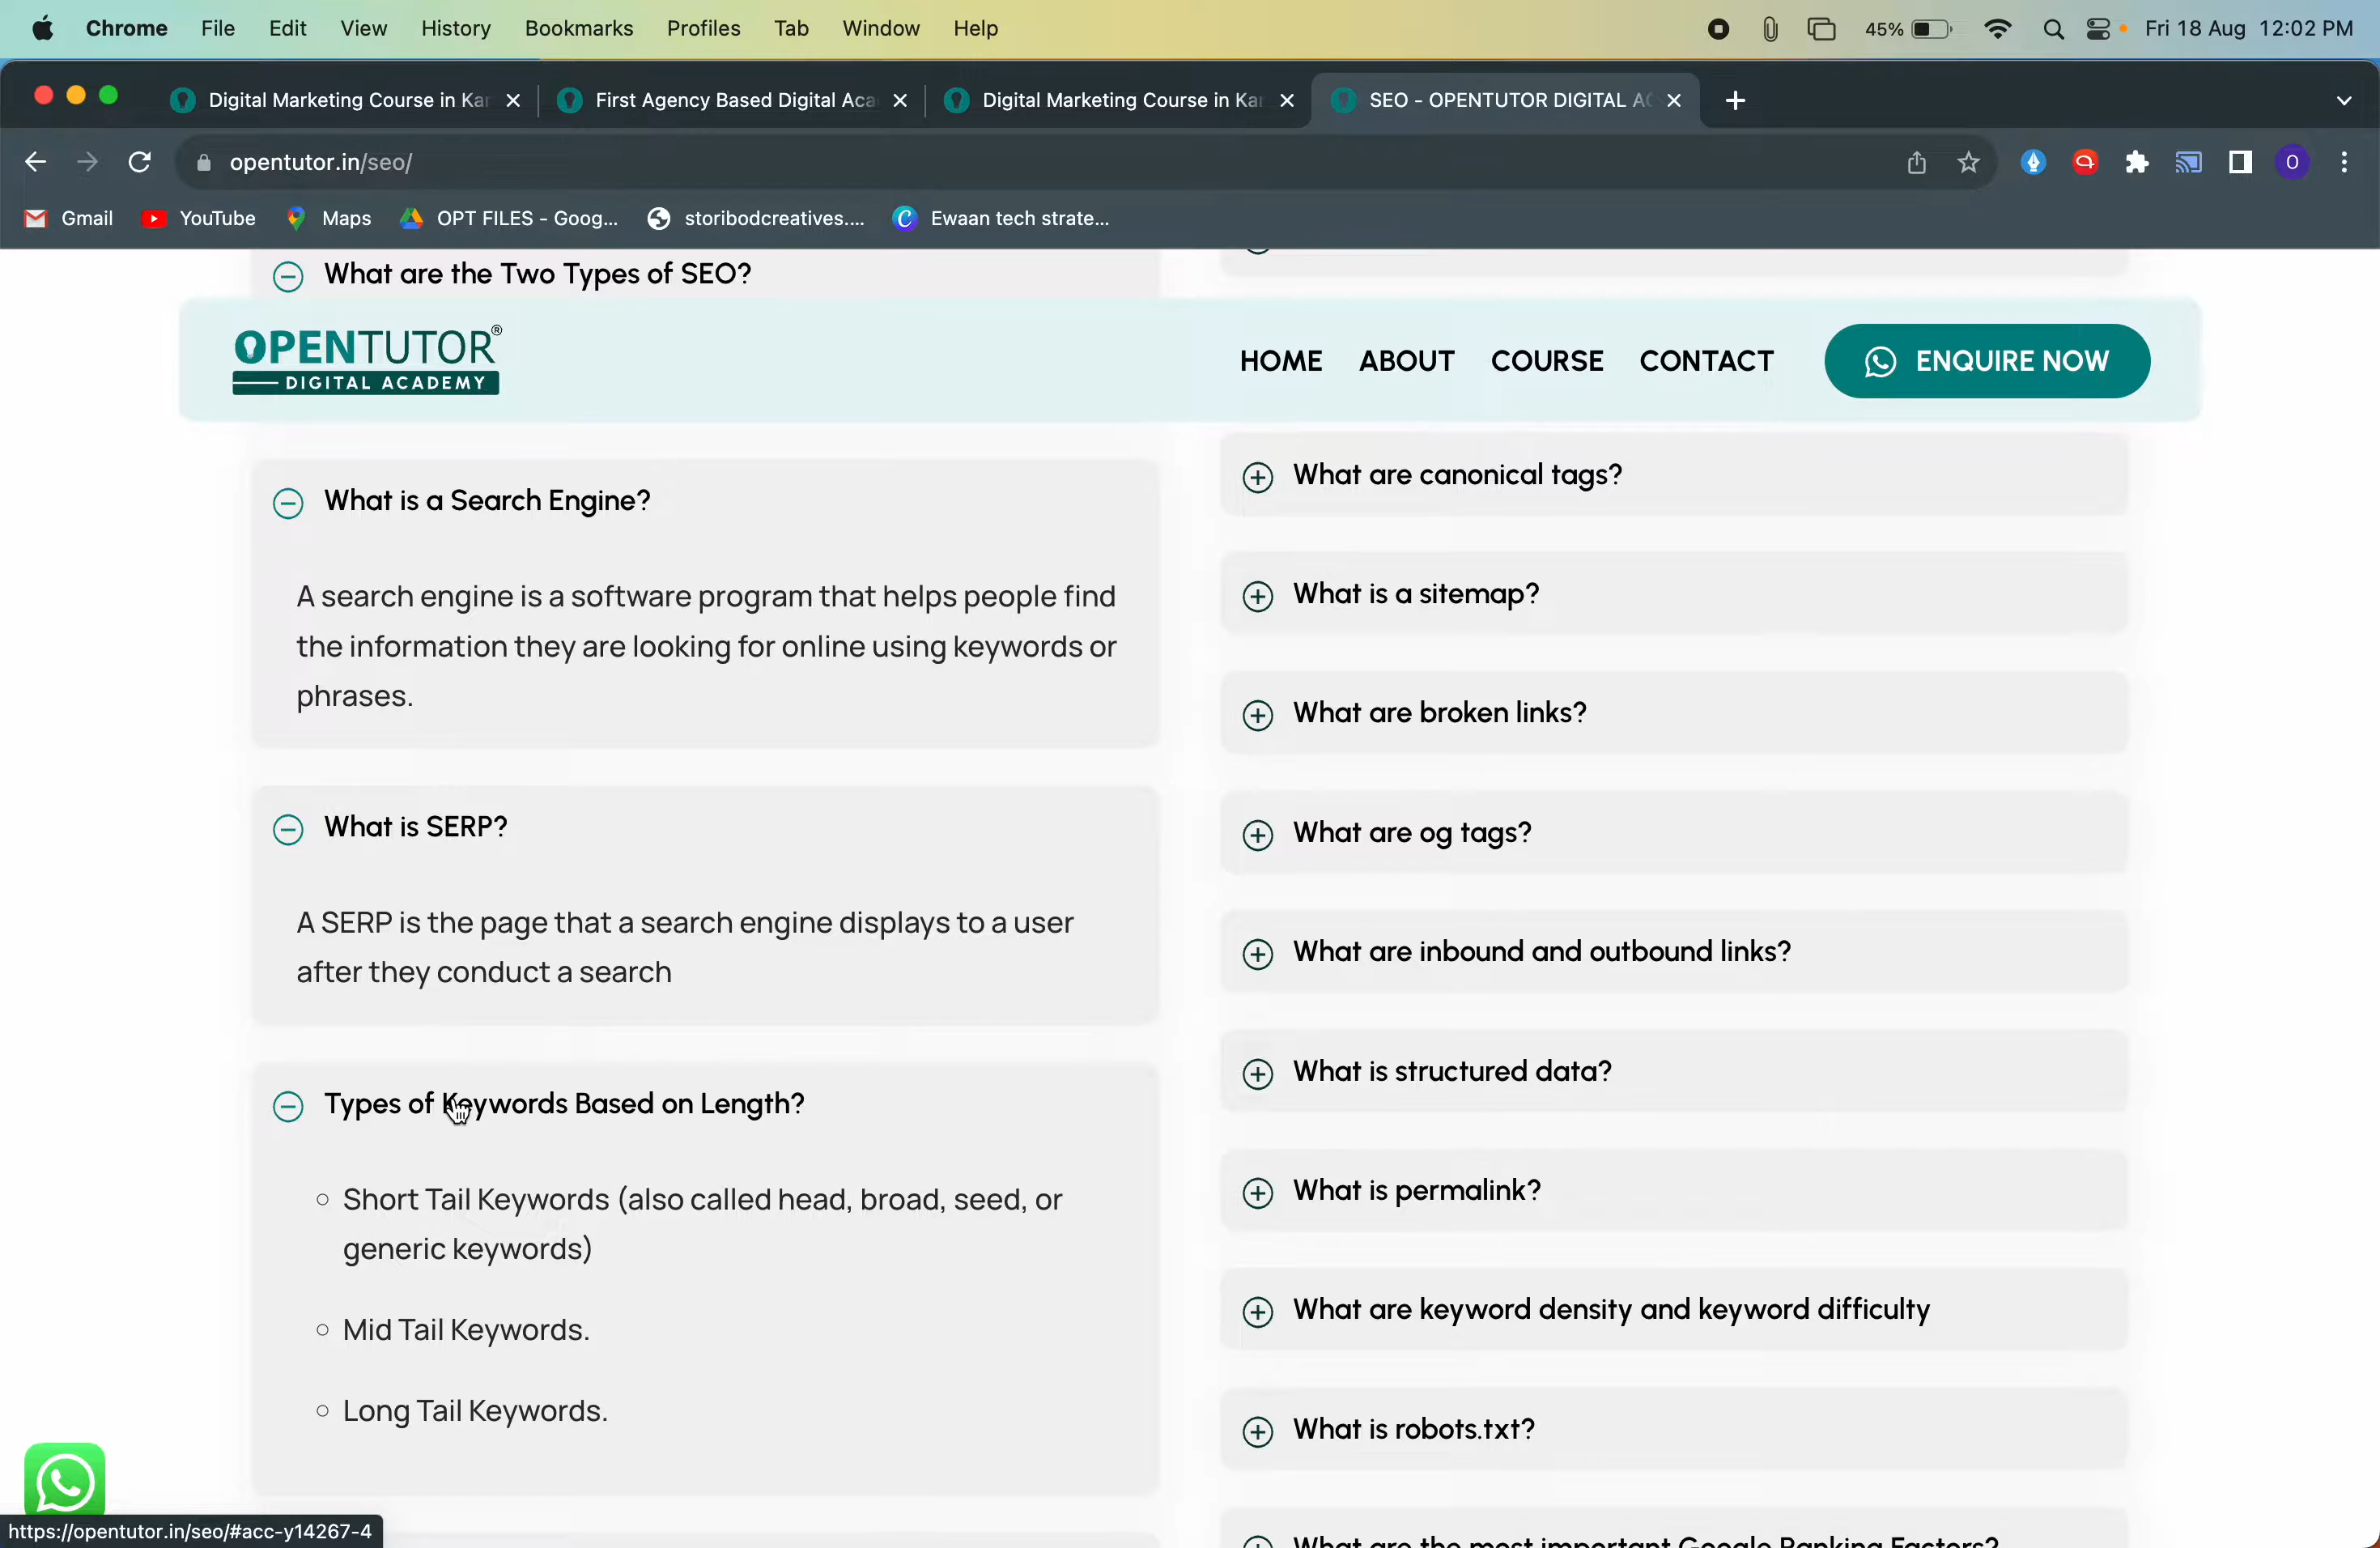 Chrome File Edit View History Bookmarks Profiles Tab Window Help 45% Fri 18 Aug 12:02 PM
Digital Marketing Course in Kar First Agency Based Digital Aca Digital Marketing Course in Kar SEO - OPENTUTOR DIGITAL AC
opentutor.in/seo/ O
Gmail YouTube Maps OPT FILES - Goog... storibodcreatives.... Ewaan tech strate...
What are the Two Types of SEO?
OPENTUTOR®
DIGITAL ACADEMY
HOME ABOUT COURSE CONTACT ENQUIRE NOW
What is a Search Engine?
A search engine is a software program that helps people find
the information they are looking for online using keywords or
phrases.
What is SERP?
A SERP is the page that a search engine displays to a user
after they conduct a search
Types of Keywords Based on Length?
Short Tail Keywords (also called head, broad, seed, or
generic keywords)
Mid Tail Keywords.
Long Tail Keywords.
What are canonical tags?
What is a sitemap?
What are broken links?
What are og tags?
What are inbound and outbound links?
What is structured data?
What is permalink?
What are keyword density and keyword difficulty
What is robots.txt?
What are the most important Google Ranking Factors?
https://opentutor.in/seo/#acc-y14267-4